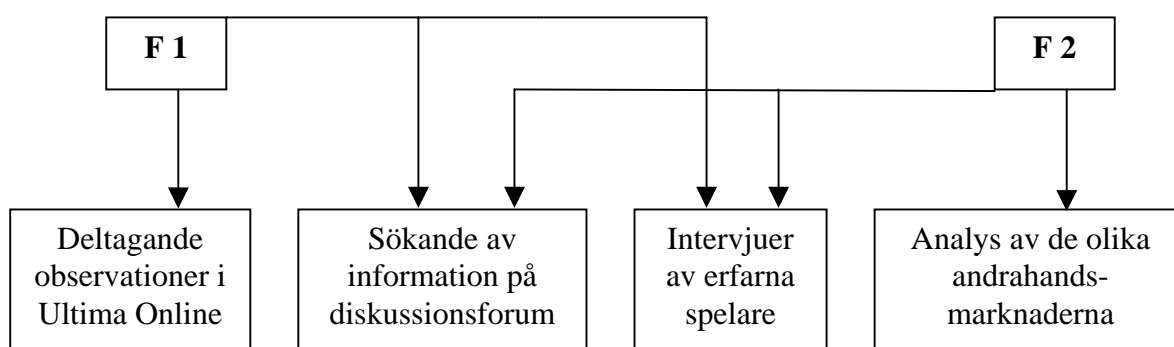 F 1
F 2
Deltagande
observationer i
Ultima Online
Sökande av
information på
diskussionsforum
Intervjuer
av erfarna
spelare
Analys av de olika
andrahands-
marknaderna